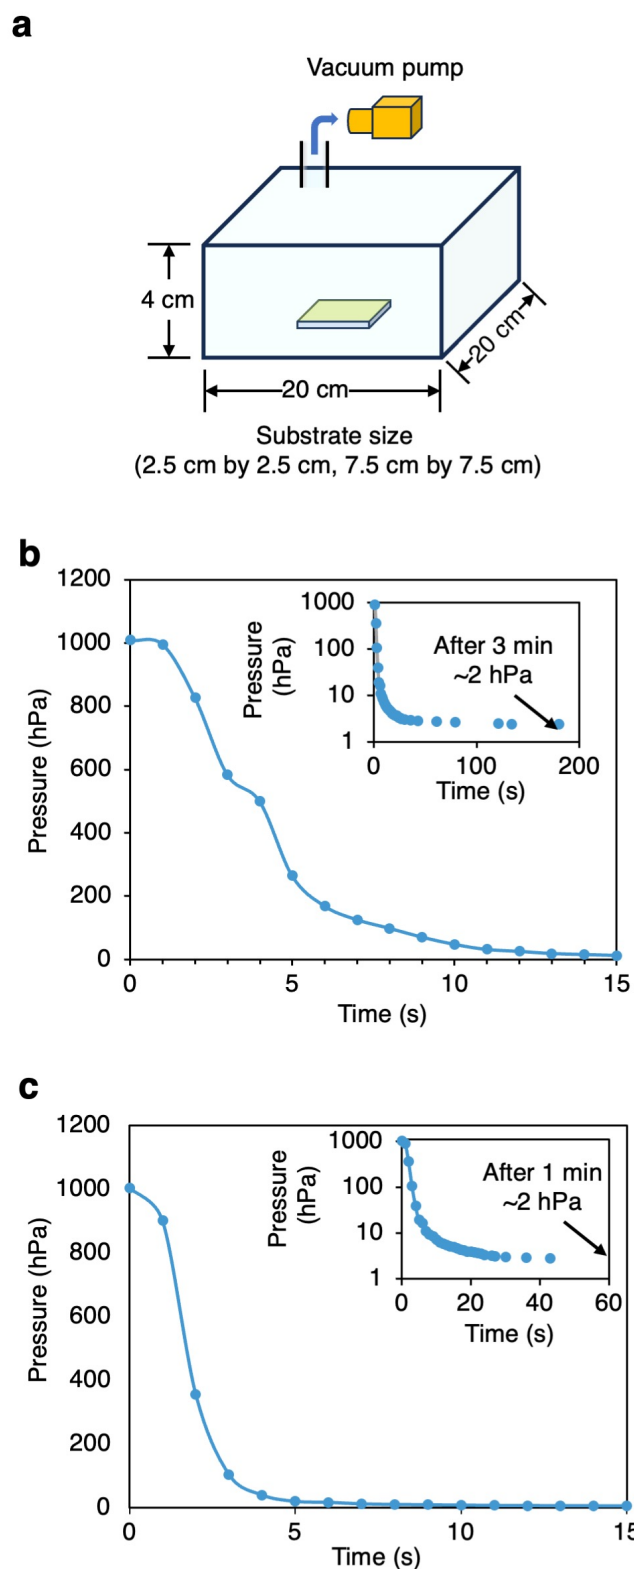 a
Vacuum pump
4 cm
20 cm
20 cm
Substrate size
(2.5 cm by 2.5 cm, 7.5 cm by 7.5 cm)
b
1200
1000
800
600
400
200
0
Pressure (hPa)
0
5
10
15
Time (s)
Pressure
(hPa)
1000
100
10
1
After 3 min
~2 hPa
0
100
200
Time (s)
c
1200
1000
800
600
400
200
0
Pressure (hPa)
0
5
10
15
Time (s)
Pressure
(hPa)
1000
100
10
1
After 1 min
~2 hPa
0
20
40
60
Time (s)